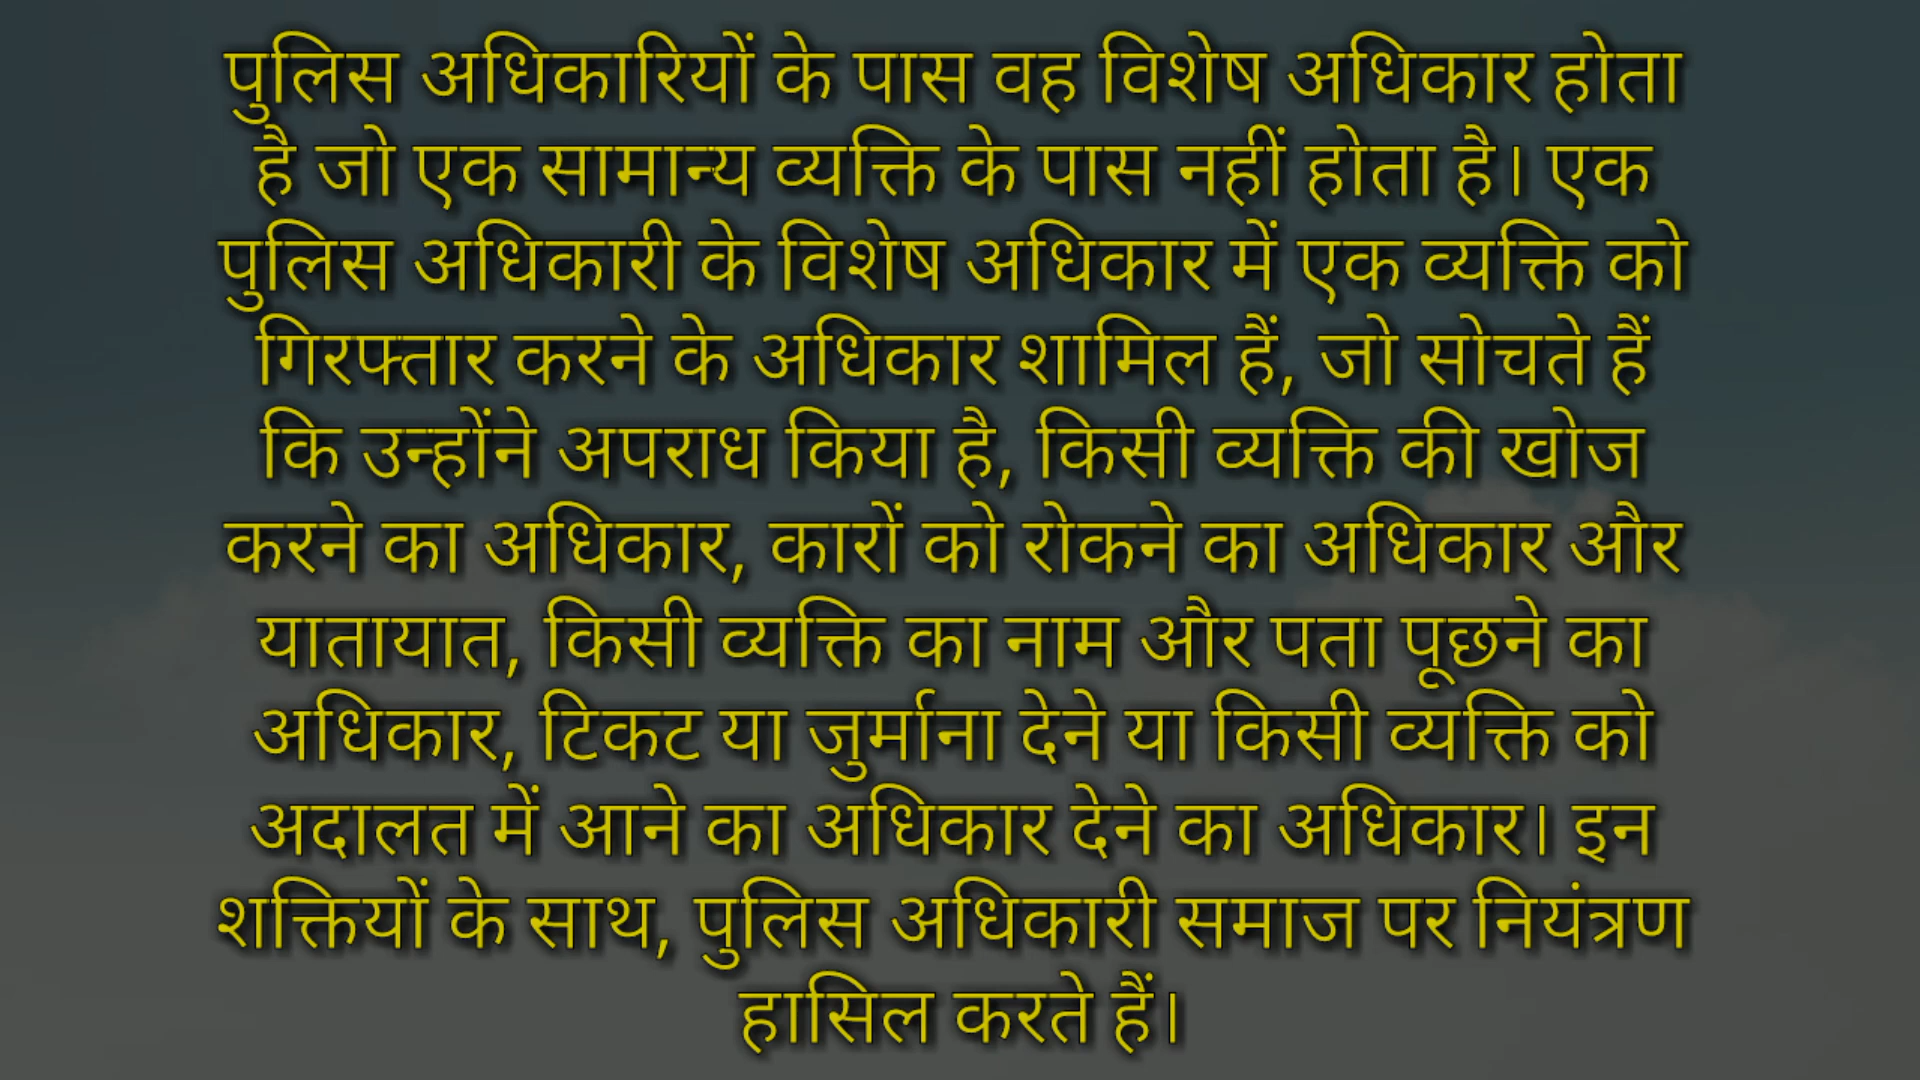 पुलिस अधिकारियों के पास वह विशेष अधिकार होता
है जो एक सामान्य व्यक्ति के पास नहीं होता है। एक
पुलिस अधिकारी के विशेष अधिकार में एक व्यक्ति को
गिरफ्तार करने के अधिकार शामिल हैं, जो सोचते हैं
कि उन्होंने अपराध किया है, किसी व्यक्ति की खोज
करने का अधिकार, कारों को रोकने का अधिकार और
यातायात, किसी व्यक्ति का नाम और पता पूछने का
अधिकार, टिकट या जुर्माना देने या किसी व्यक्ति को
अदालत में आने का अधिकार देने का अधिकार। इन
शक्तियों के साथ, पुलिस अधिकारी समाज पर नियंत्रण
हासिल करते हैं।